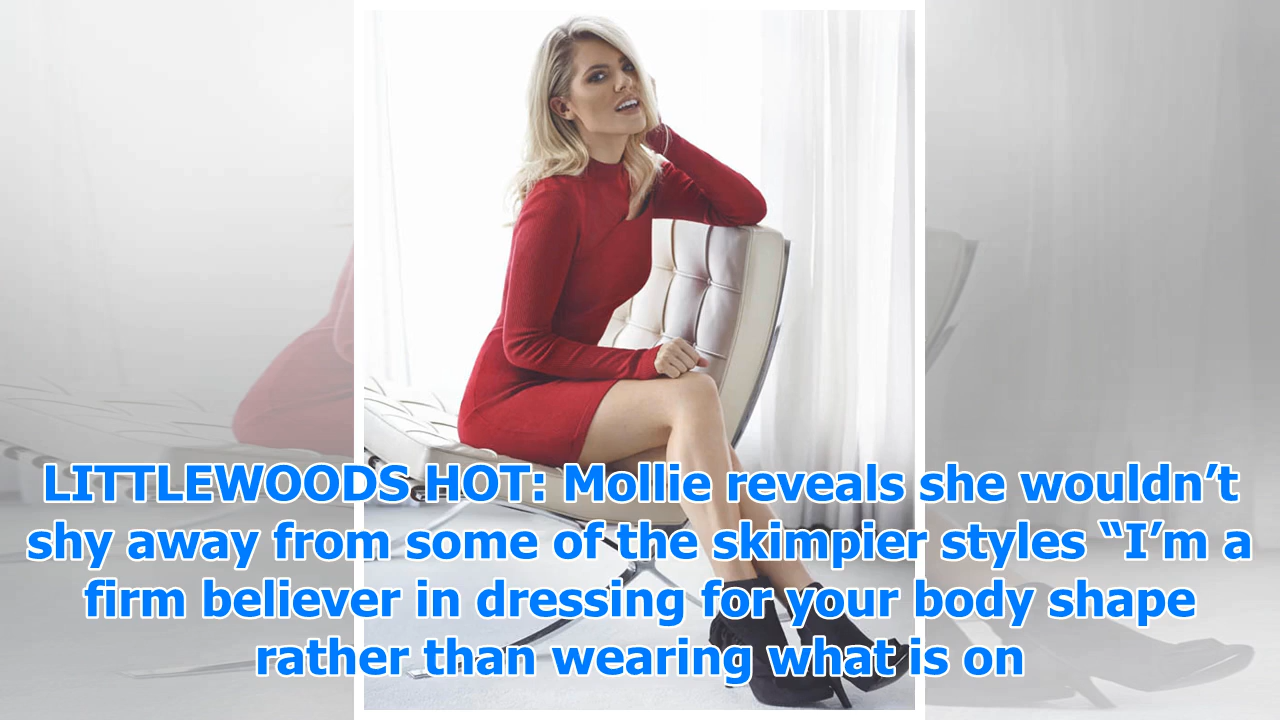 LITTLEWOODS HOT: Mollie reveals she wouldn’t
shy away from some of the skimpier styles “I’m a
firm believer in dressing for your body shape
rather than wearing what is on